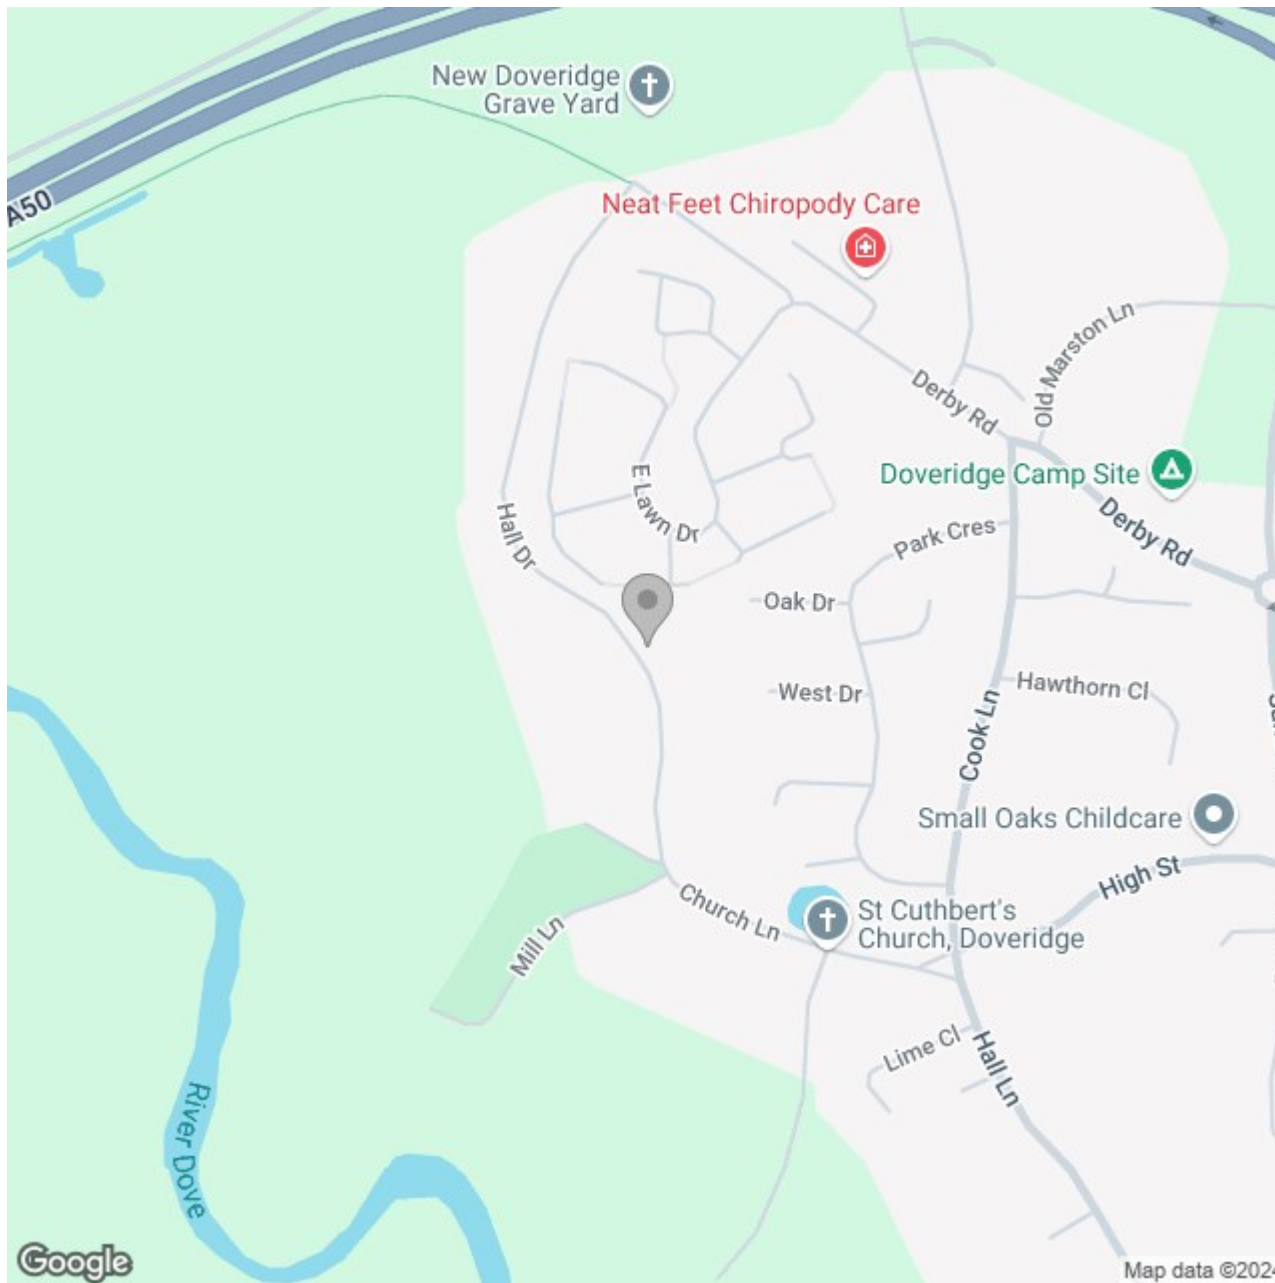 New Doveridge
Grave Yard
A50
Neat Feet Chiropody Care
Old Marston Ln
Derby Rd
Doveridge Camp Site
E Lawn Dr
Hall Dr
Derby Rd
Park Cres
Oak Dr
West Dr
Hawthorn Cl
Cook Ln
Small Oaks Childcare
High St
Church Ln
St Cuthbert's
Church, Doveridge
Mill Ln
Lime Cl
Hall Ln
River Dove
Google
Map data ©2024